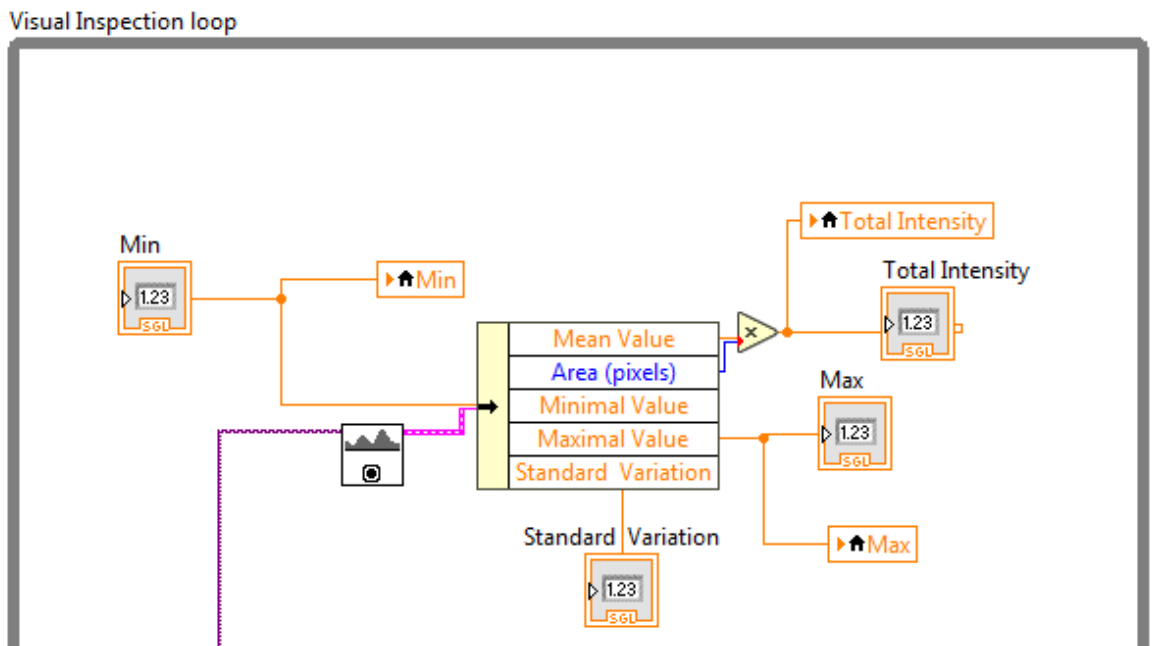 Visual Inspection loop
Total Intensity
Min
Min
Total Intensity
1.23
SGL
1.23
SGL
Mean Value
Area (pixels)
Max
Minimal Value
1.23
SGL
Maximal Value
Standard Variation
Standard Variation
Max
1.23
SGL